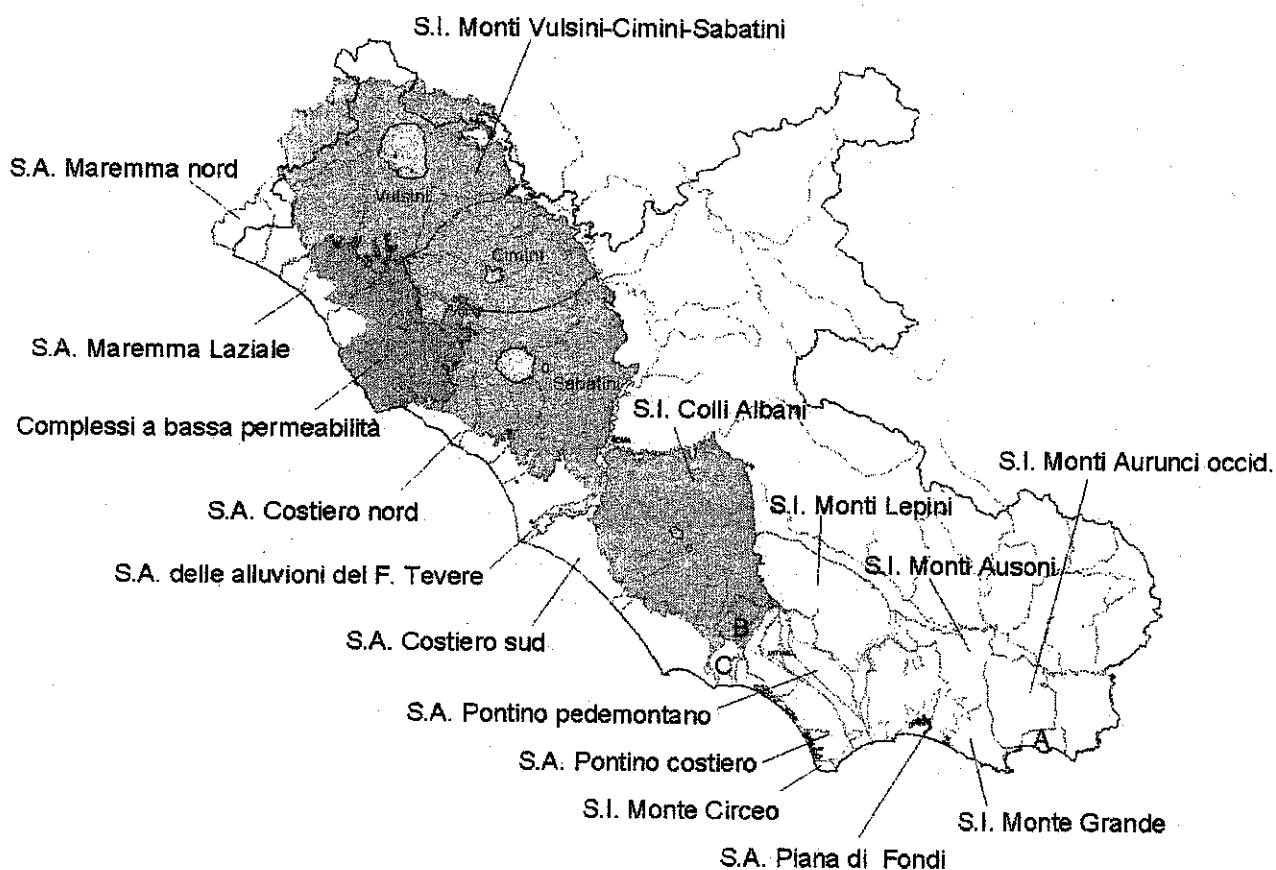 S.I. Monti Vulsini-Cimini-Sabatini
S.A. Maremma nord
Vulsini
Cimini
S.A. Maremma Laziale
Sabatini
S.I. Colli Albani
Complessi a bassa permeabilità
S.I. Monti Aurunci occid.
S.A. Costiero nord
S.I. Monti Lepini
S.I. Monti Ausoni
S.A. delle alluvioni del F. Tevere
S.A. Costiero sud
B
C
S.A. Pontino pedemontano
A
S.A. Pontino costiero
S.I. Monte Circeo
S.I. Monte Grande
S.A. Piana di Fondi